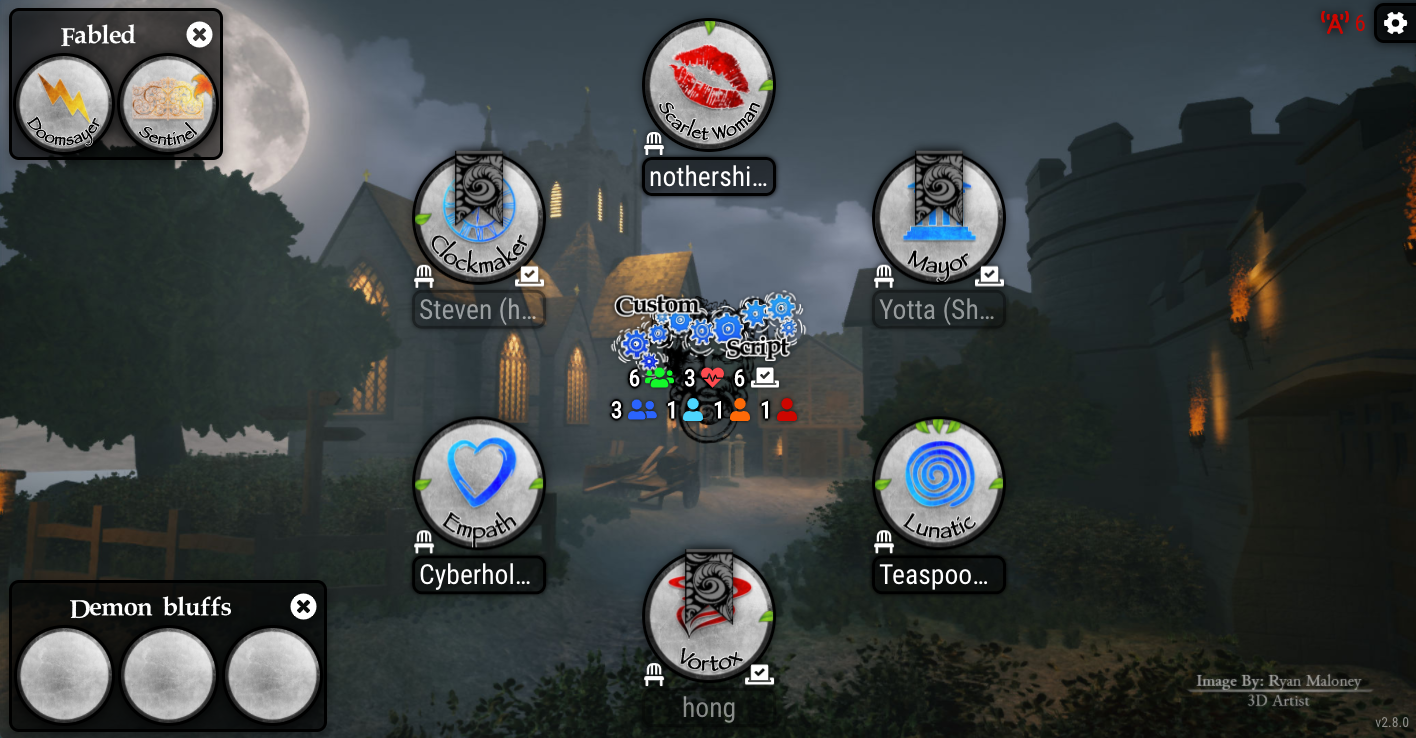 Fabled
Doomsayer
Sentinel
6
Scarlet Woman
nothershi...
Clockmaker
Steven (h...
Mayor
Yotta (Sh...
Custom
Script
6 3 6
3 1 1 1
Empath
Cyberhol...
Lunatic
Teaspoo...
Vortox
hong
Demon bluffs
Image By: Ryan Maloney
3D Artist
v2.8.0